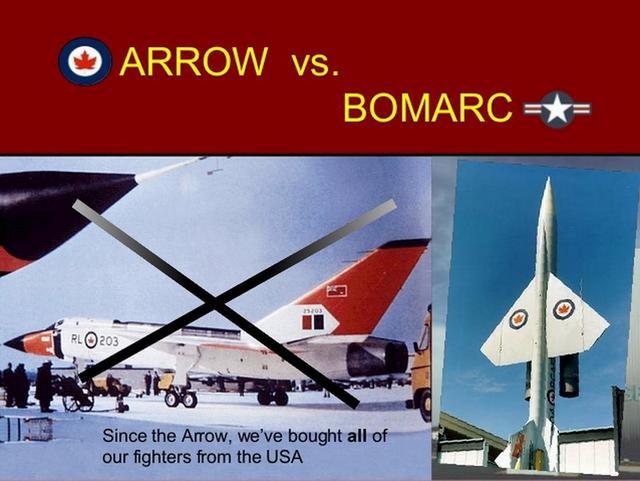 ARROW vs.
BOMARC
25203
RL 203
Since the Arrow, we've bought all of
our fighters from the USA